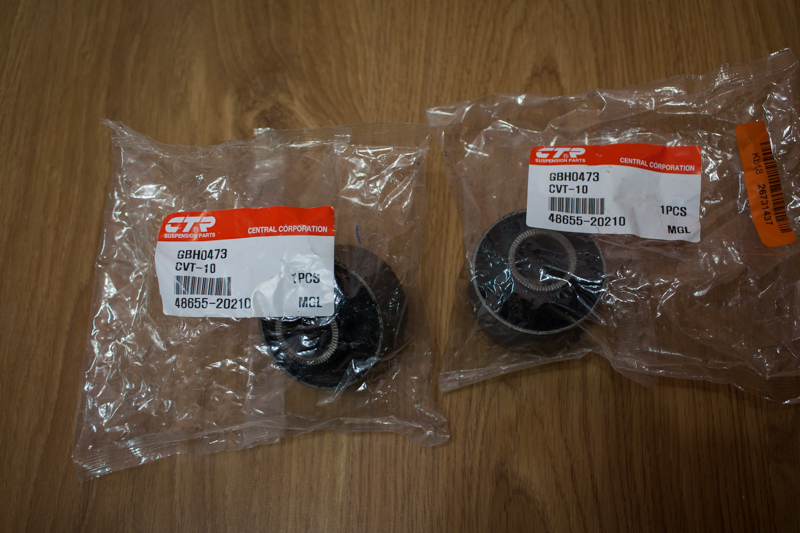 CTR
SUSPENSION PARTS
CENTRAL CORPORATION
GBH0473
CVT-10
1PCS
48655-20210
MGL
CTR
SUSPENSION PARTS
CENTRAL CORPORATION
GBH0473
CVT-10
1PCS
48655-20210
MGL
26731437